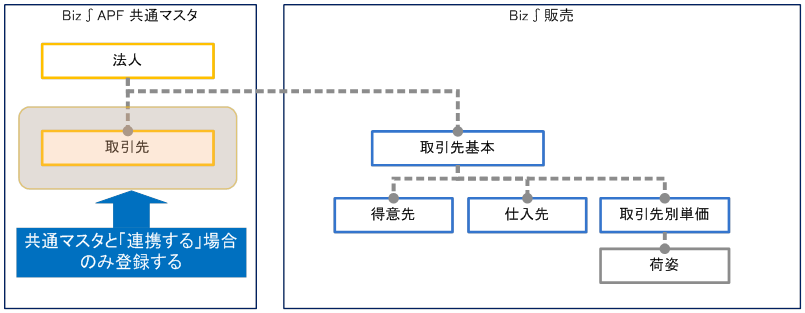 Biz∫APF 共通マスタ
法人
取引先
共通マスタと「連携する」場合
のみ登録する
Biz∫販売
取引先基本
得意先
仕入先
取引先別単価
荷姿